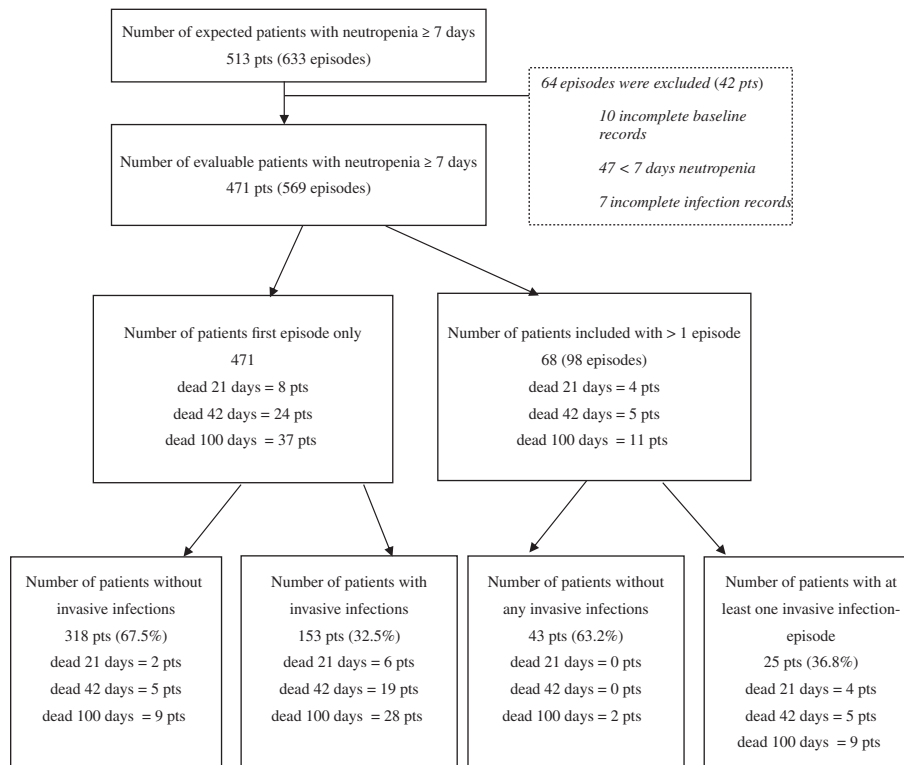 Number of expected patients with neutropenia ≥ 7 days
513 pts (633 episodes)
64 episodes were excluded (42 pts)
10 incomplete baseline
records
47 < 7 days neutropenia
7 incomplete infection records
Number of evaluable patients with neutropenia ≥ 7 days
471 pts (569 episodes)
Number of patients first episode only
471
dead 21 days = 8 pts
dead 42 days = 24 pts
dead 100 days = 37 pts
Number of patients included with > 1 episode
68 (98 episodes)
dead 21 days = 4 pts
dead 42 days = 5 pts
dead 100 days = 11 pts
Number of patients without
invasive infections
318 pts (67.5%)
dead 21 days = 2 pts
dead 42 days = 5 pts
dead 100 days = 9 pts
Number of patients with
invasive infections
153 pts (32.5%)
dead 21 days = 6 pts
dead 42 days = 19 pts
dead 100 days = 28 pts
Number of patients without
any invasive infections
43 pts (63.2%)
dead 21 days = 0 pts
dead 42 days = 0 pts
dead 100 days = 2 pts
Number of patients with at
least one invasive infection-
episode
25 pts (36.8%)
dead 21 days = 4 pts
dead 42 days = 5 pts
dead 100 days = 9 pts